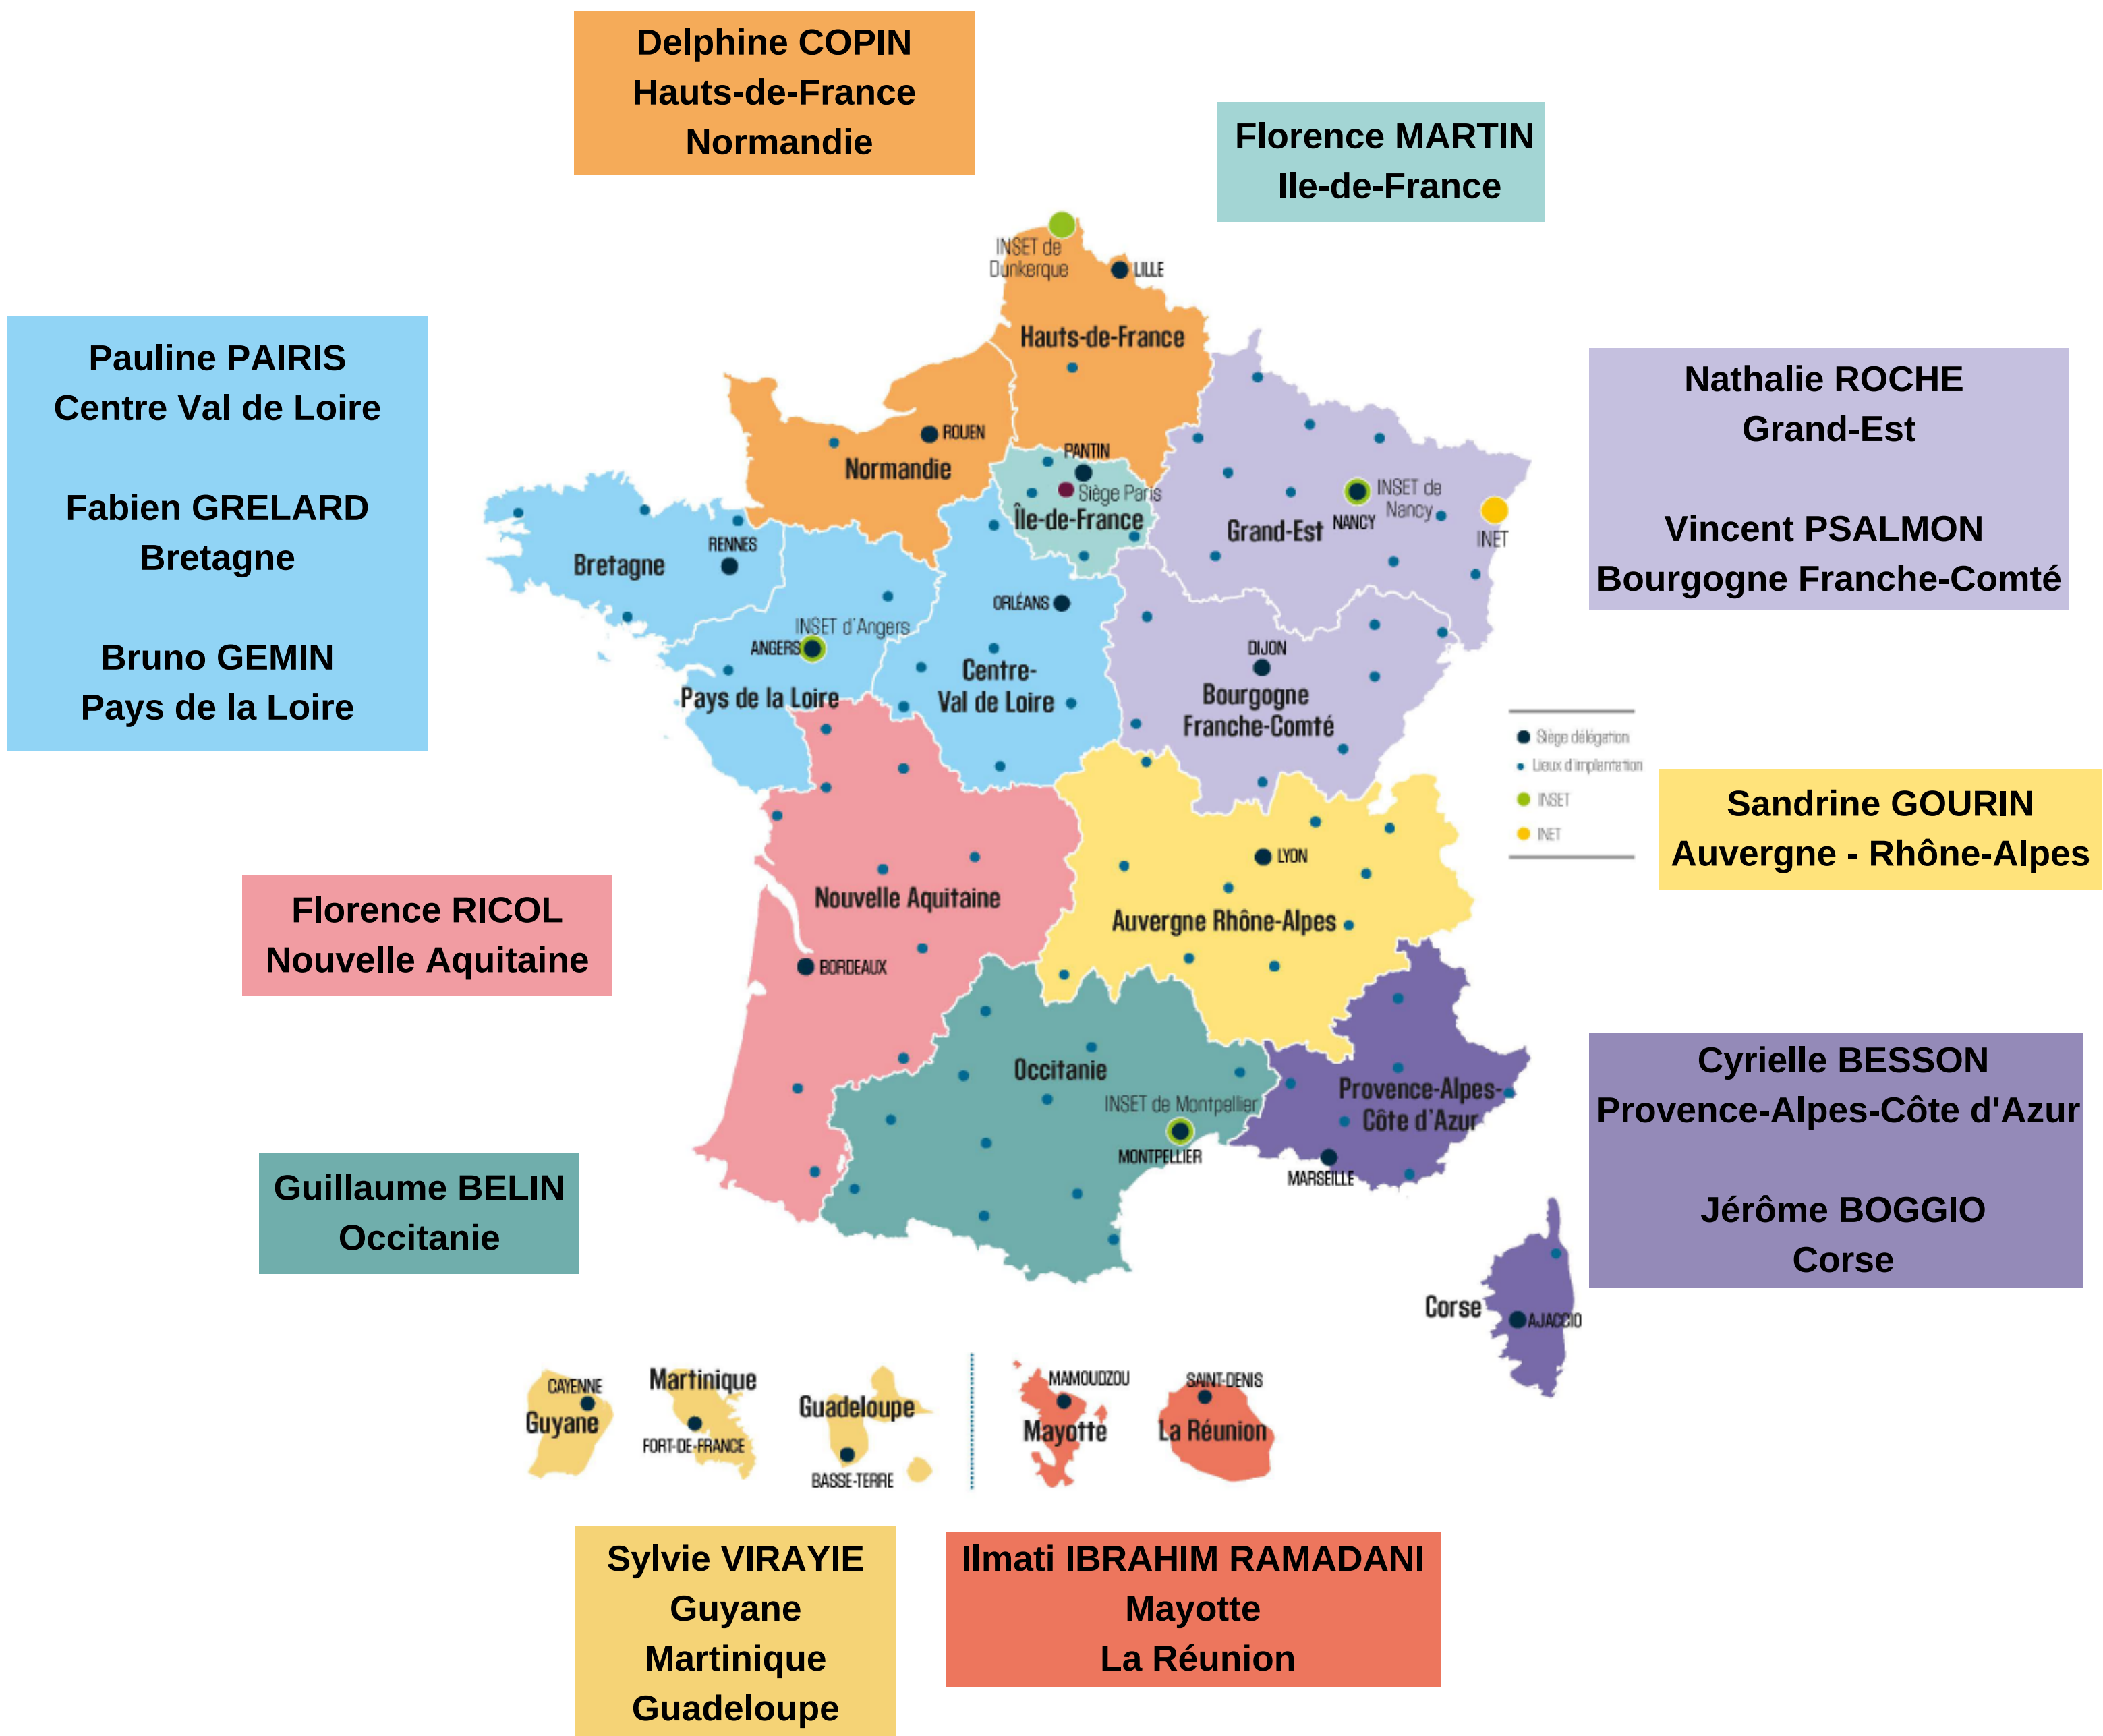 Delphine COPIN
Hauts-de-France
Normandie
Florence MARTIN
Ile-de-France
Pauline PAIRIS
Centre Val de Loire
Fabien GRELARD
Bretagne
Bruno GEMIN
Pays de la Loire
Nathalie ROCHE
Grand-Est
Vincent PSALMON
Bourgogne Franche-Comté
Sandrine GOURIN
Auvergne - Rhône-Alpes
Florence RICOL
Nouvelle Aquitaine
Guillaume BELIN
Occitanie
Cyrielle BESSON
Provence-Alpes-Côte d'Azur
Jérôme BOGGIO
Corse
INSET de
Dunkerque
LILLE
Hauts-de-France
ROUEN
Normandie
PANTIN
Siège Paris
Île-de-France
Grand-Est
NANCY
INSET de
Nancy
INET
RENNES
Bretagne
ORLÉANS
INSET d'Angers
ANGERS
Pays de la Loire
Centre-
Val de Loire
DIJON
Bourgogne
Franche-Comté
Siège délégation
Lieux d'implantation
INSET
INET
LYON
Auvergne Rhône-Alpes
Nouvelle Aquitaine
BORDEAUX
Occitanie
INSET de Montpellier
MONTPELLIER
Provence-Alpes-
Côte d'Azur
MARSEILLE
Corse
AJACCIO
CAYENNE
Guyane
Martinique
FORT-DE-FRANCE
Guadeloupe
BASSE-TERRE
MAMOUDZOU
Mayotte
SAINT-DENIS
La Réunion
Sylvie VIRAYIE
Guyane
Martinique
Guadeloupe
Ilmati IBRAHIM RAMADANI
Mayotte
La Réunion